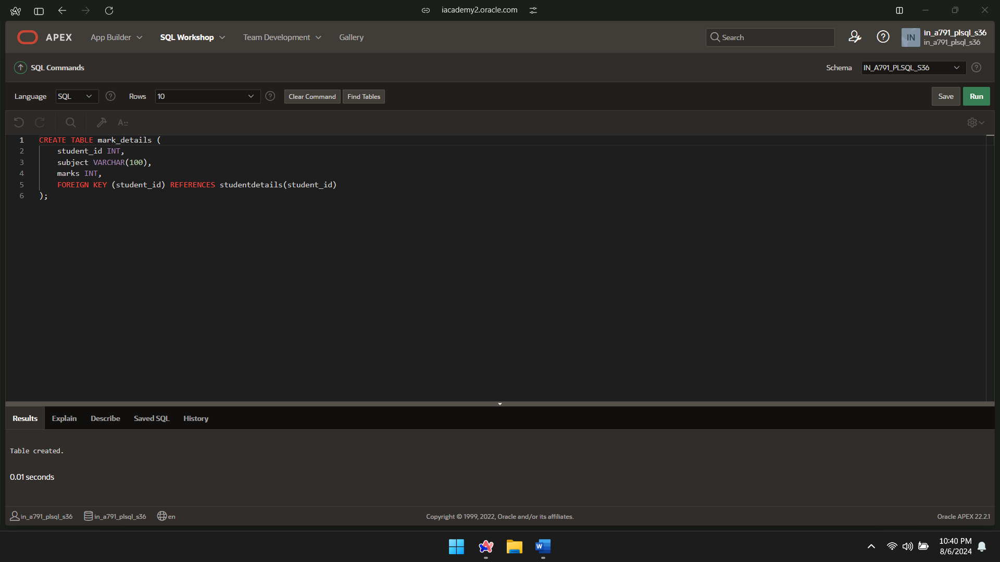 iacademy2.oracle.com
APEX App Builder SQL Workshop Team Development Gallery Search IN in_a791_plsql_s36
in_a791_plsql_s36
SQL Commands Schema IN_A791_PLSQL_S36
Language SQL Rows 10 Clear Command Find Tables Save Run
A::
1 CREATE TABLE mark_details (
2 student_id INT,
3 subject VARCHAR(100),
4 marks INT,
5 FOREIGN KEY (student_id) REFERENCES studentdetails(student_id)
6 );
Results Explain Describe Saved SQL History
Table created.
0.01 seconds
in_a791_plsql_s36 in_a791_plsql_s36 en Copyright © 1999, 2022, Oracle and/or its affiliates. Oracle APEX 22.2.1
W 10:40 PM
8/6/2024